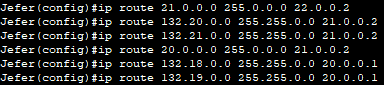 Jefer(config)#ip route 21.0.0.0 255.0.0.0 22.0.0.2
Jefer(config)#ip route 132.20.0.0 255.255.0.0 21.0.0.2
Jefer(config)#ip route 132.21.0.0 255.255.0.0 21.0.0.2
Jefer(config)#ip route 20.0.0.0 255.0.0.0 21.0.0.2
Jefer(config)#ip route 132.18.0.0 255.255.0.0 20.0.0.1
Jefer(config)#ip route 132.19.0.0 255.255.0.0 20.0.0.1